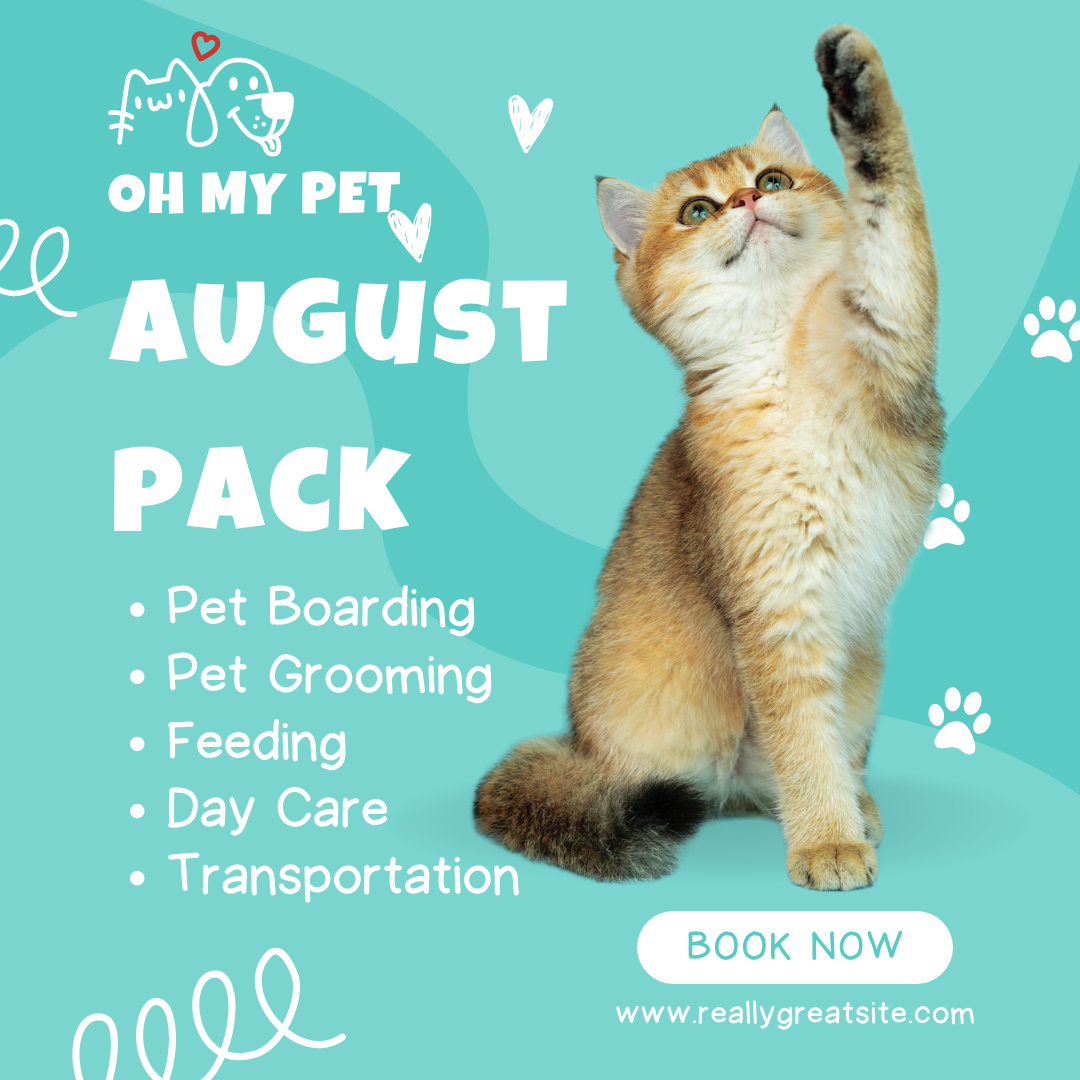 OH MY PET
AUGUST
PACK
• Pet Boarding
• Pet Grooming
• Feeding
• Day Care
• Transportation
BOOK NOW
www.reallygreatsite.com